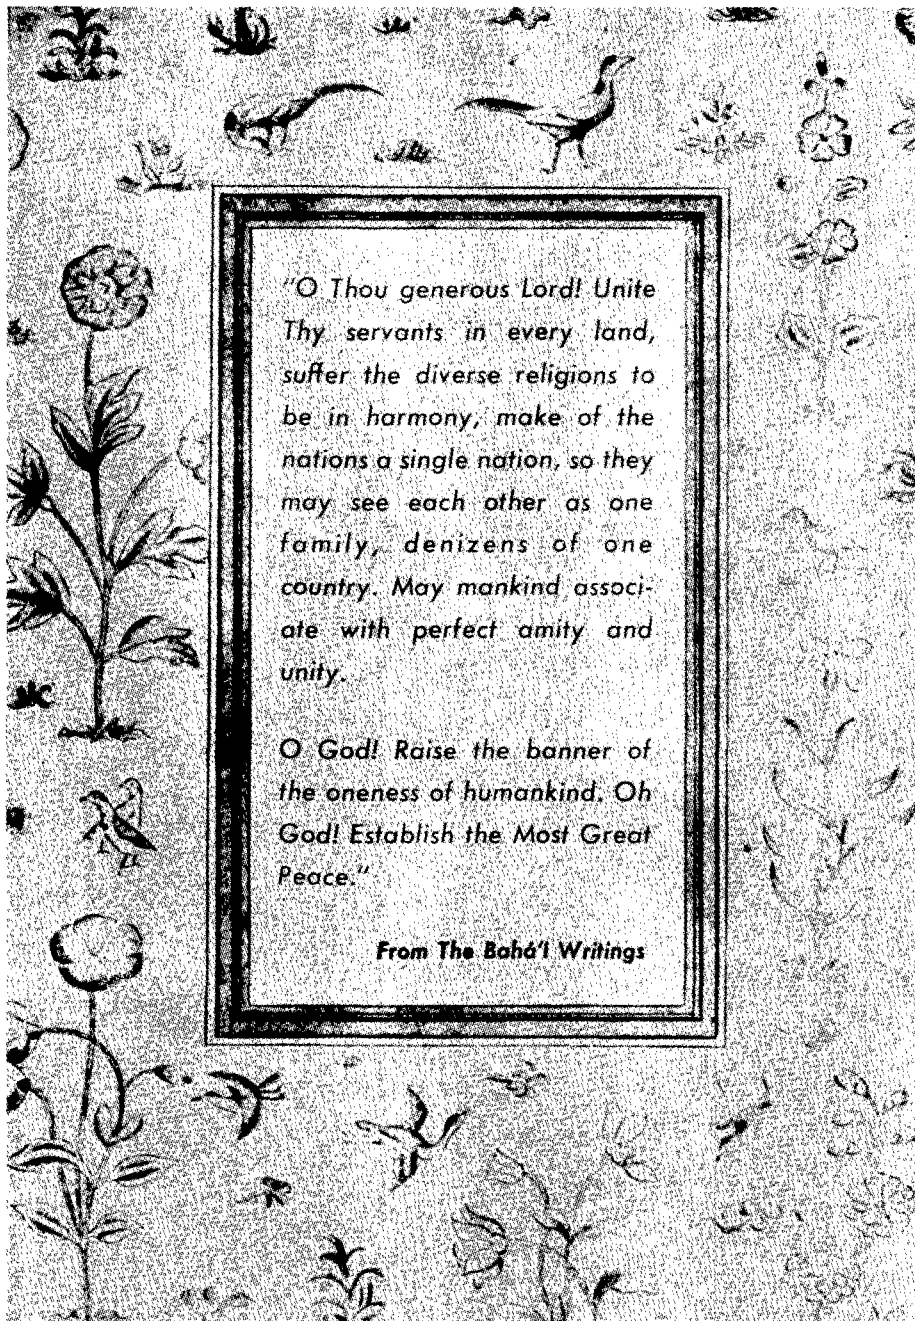 "O Thou generous Lord! Unite
Thy servants in every land,
suffer the diverse religions to
be in harmony, make of the
nations a single nation, so they
may see each other as one
family, denizens of one
country. May mankind associ-
ate with perfect amity and
unity.
O God! Raise the banner of
the oneness of humankind. Oh
God! Establish the Most Great
Peace."
From The Bahá'í Writings